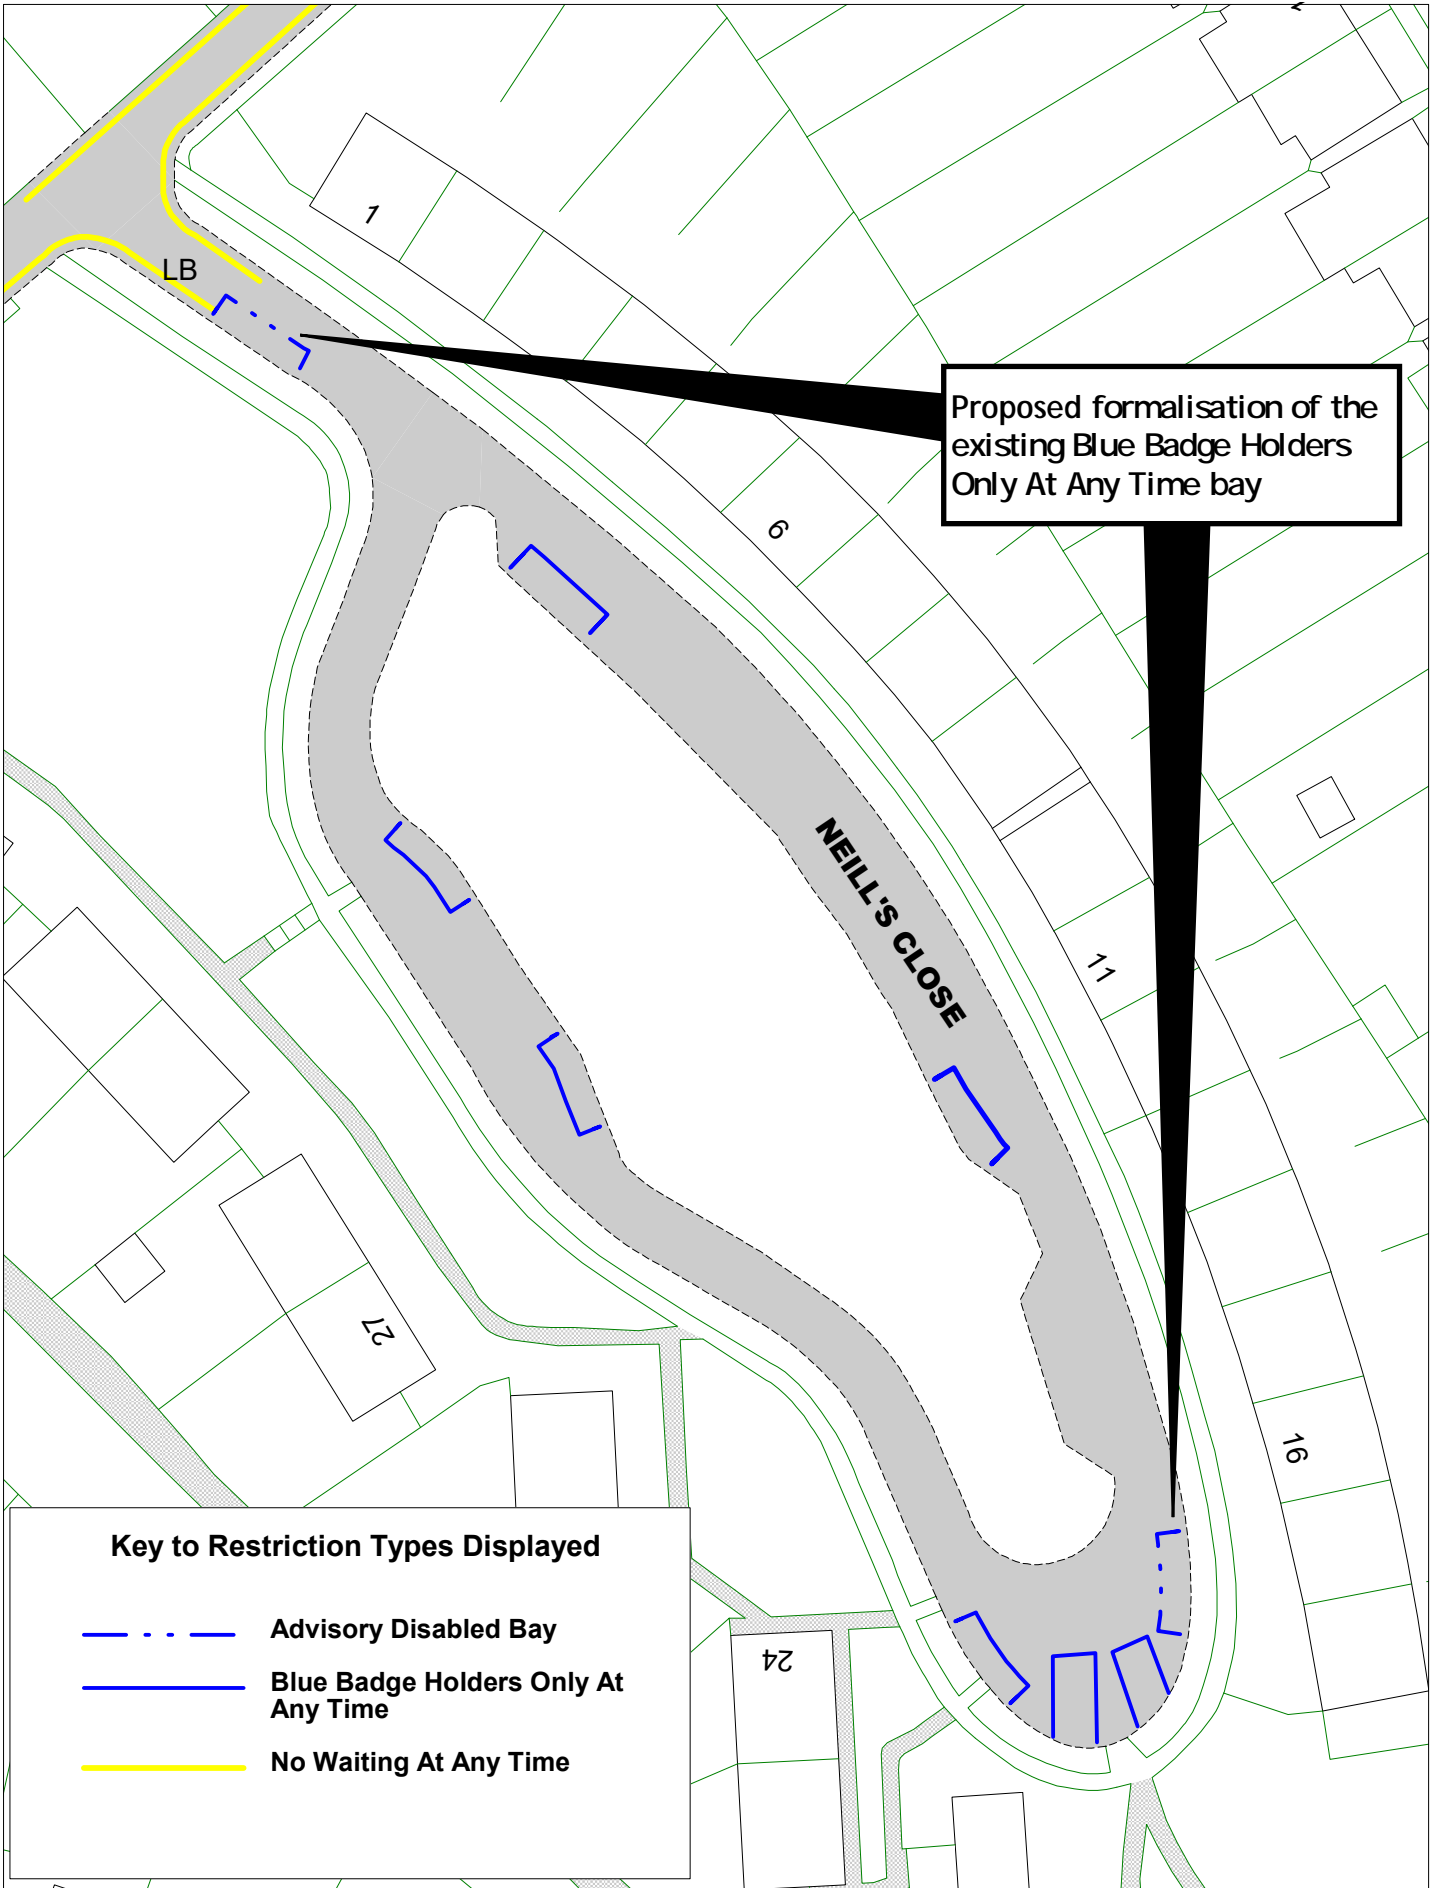 1
LB
Proposed formalisation of the
existing Blue Badge Holders
Only At Any Time bay
6
NEILL'S CLOSE
11
27
16
24
Key to Restriction Types Displayed
Advisory Disabled Bay
Blue Badge Holders Only At
Any Time
No Waiting At Any Time